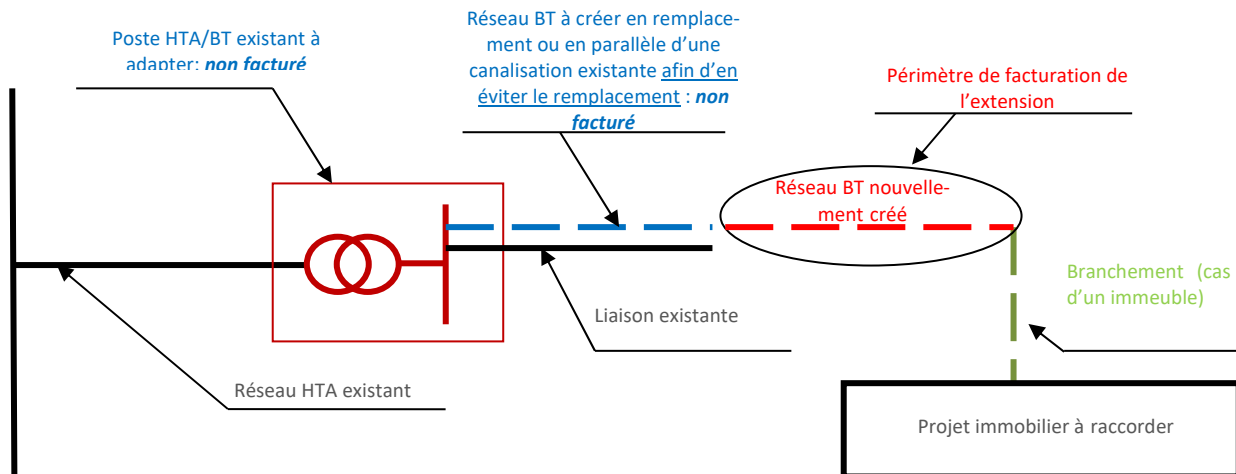 Poste HTA/BT existant à
adapter: non facturé
Réseau BT à créer en remplace-
ment ou en parallèle d’une
canalisation existante afin d’en
éviter le remplacement : non
facturé
Périmètre de facturation de
l’extension
Réseau BT nouvelle-
ment créé
Branchement (cas
d’un immeuble)
Liaison existante
Réseau HTA existant
Projet immobilier à raccorder